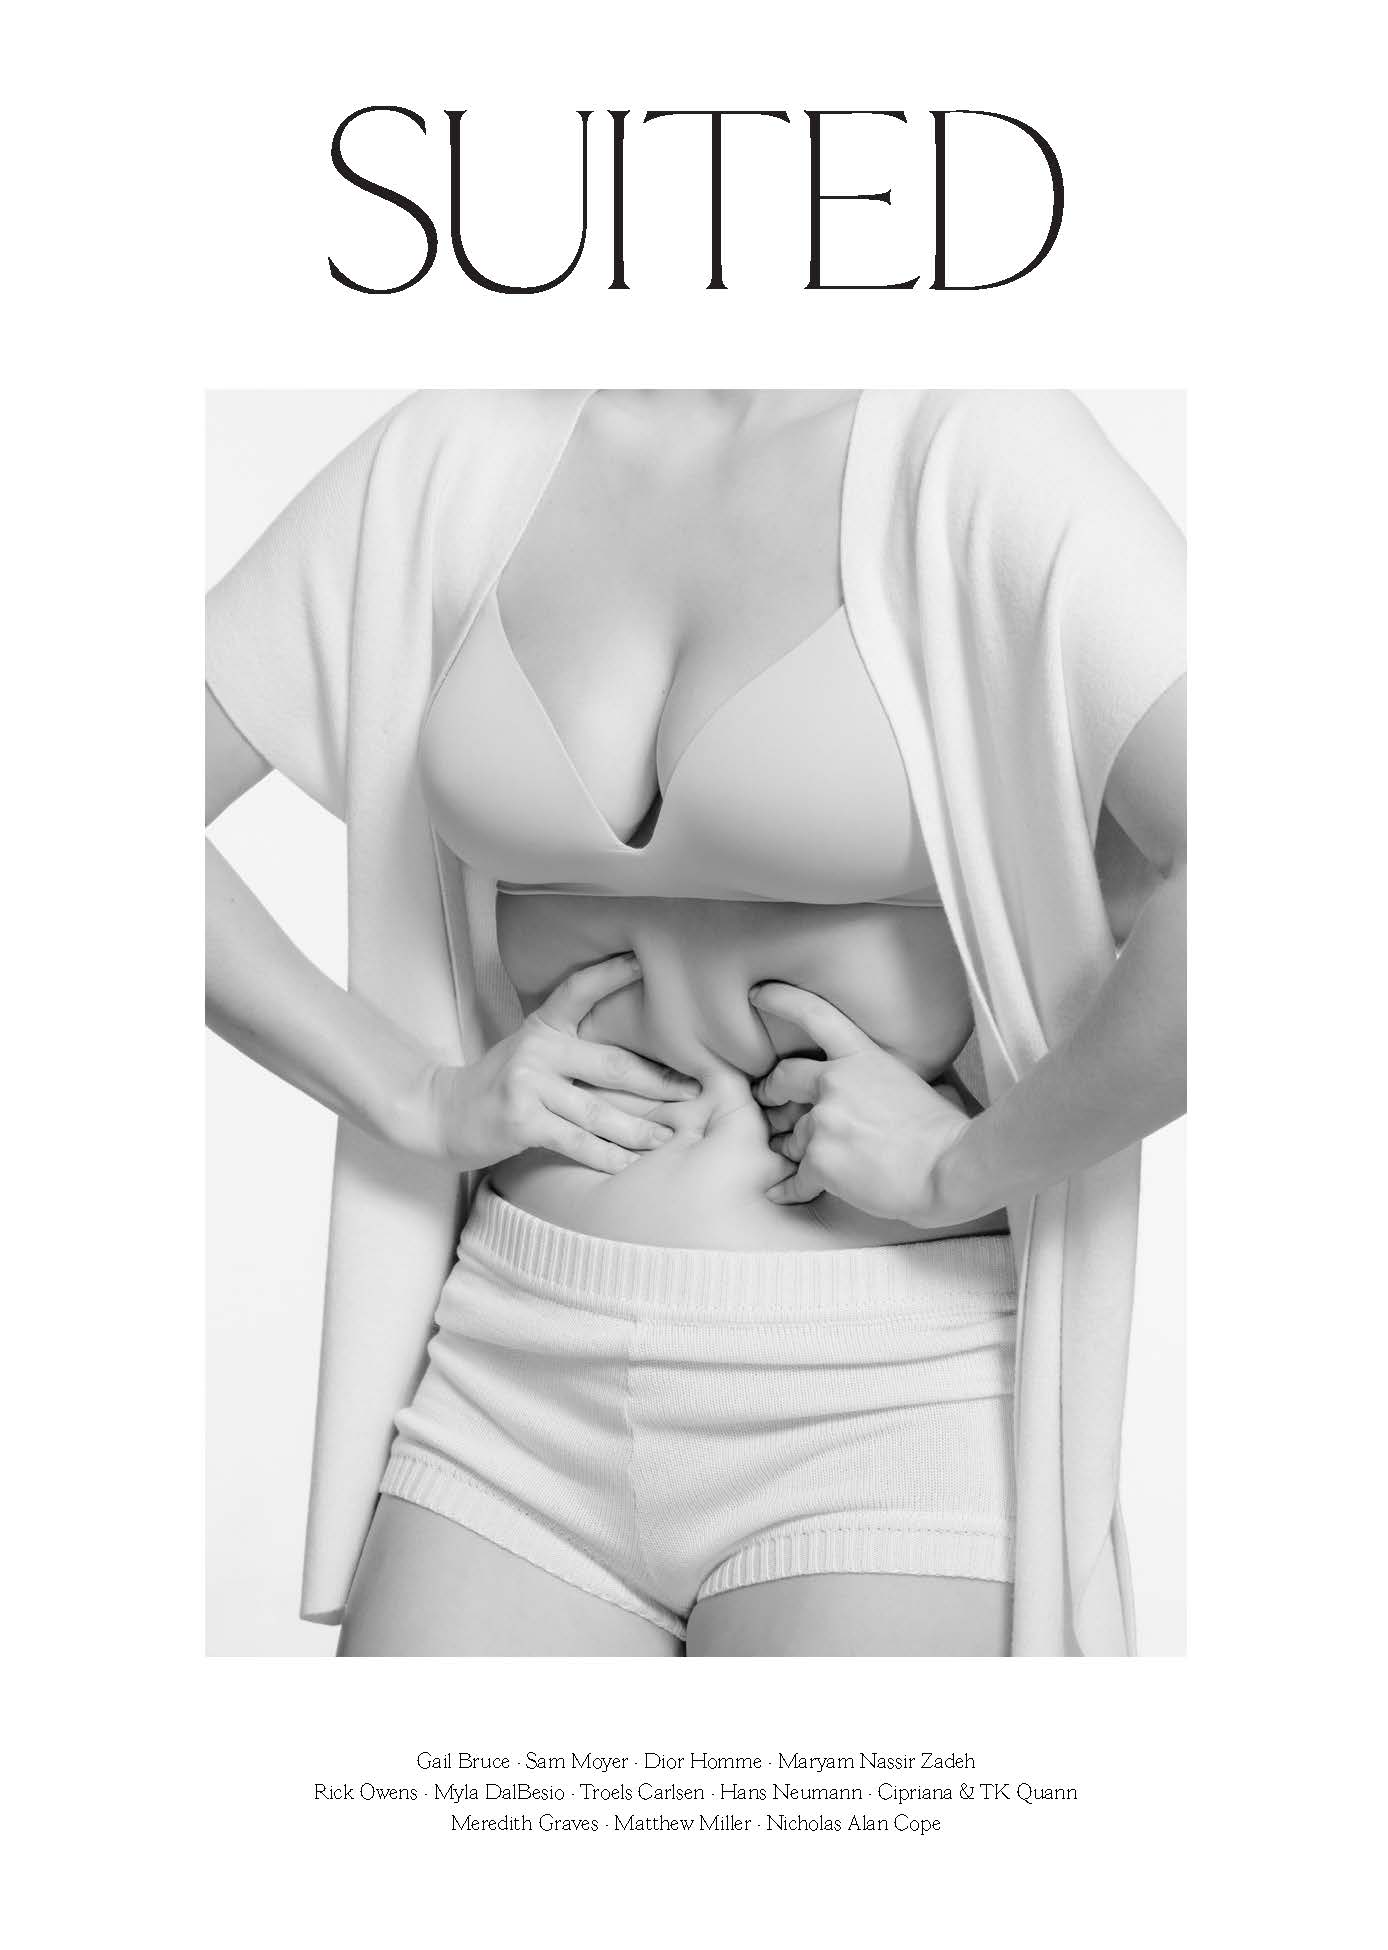 SUITED
Gail Bruce · Sam Moyer · Dior Homme · Maryam Nassir Zadeh
Rick Owens · Myla DalBesio · Troels Carlsen · Hans Neumann · Cipriana & TK Quann
Meredith Graves · Matthew Miller · Nicholas Alan Cope